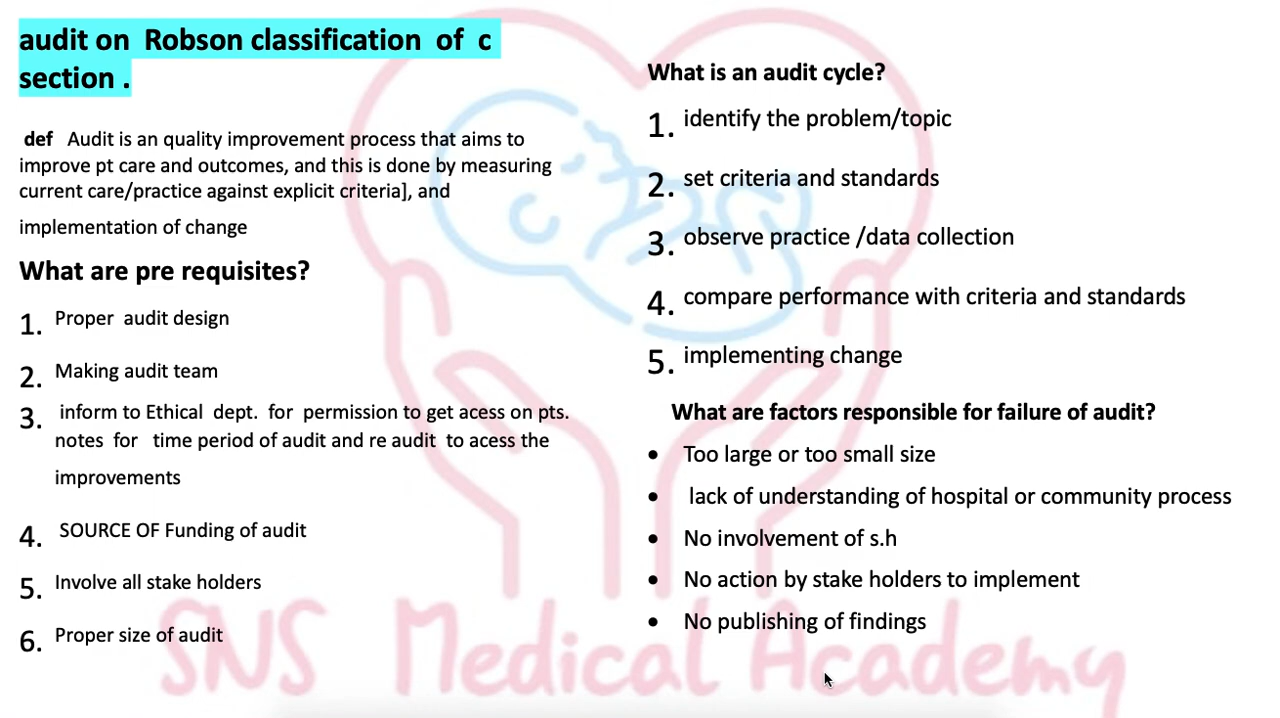 audit on Robson classification of c
section .
def Audit is an quality improvement process that aims to
improve pt care and outcomes, and this is done by measuring
current care/practice against explicit criteria], and
implementation of change
What are pre requisites?
1. Proper audit design
2. Making audit team
3. inform to Ethical dept. for permission to get acess on pts.
notes for time period of audit and re audit to acess the
improvements
4. SOURCE OF Funding of audit
5. Involve all stake holders
6. Proper size of audit
What is an audit cycle?
1. identify the problem/topic
2. set criteria and standards
3. observe practice /data collection
4. compare performance with criteria and standards
5. implementing change
What are factors responsible for failure of audit?
• Too large or too small size
• lack of understanding of hospital or community process
• No involvement of s.h
• No action by stake holders to implement
• No publishing of findings
SNS Medical Academy